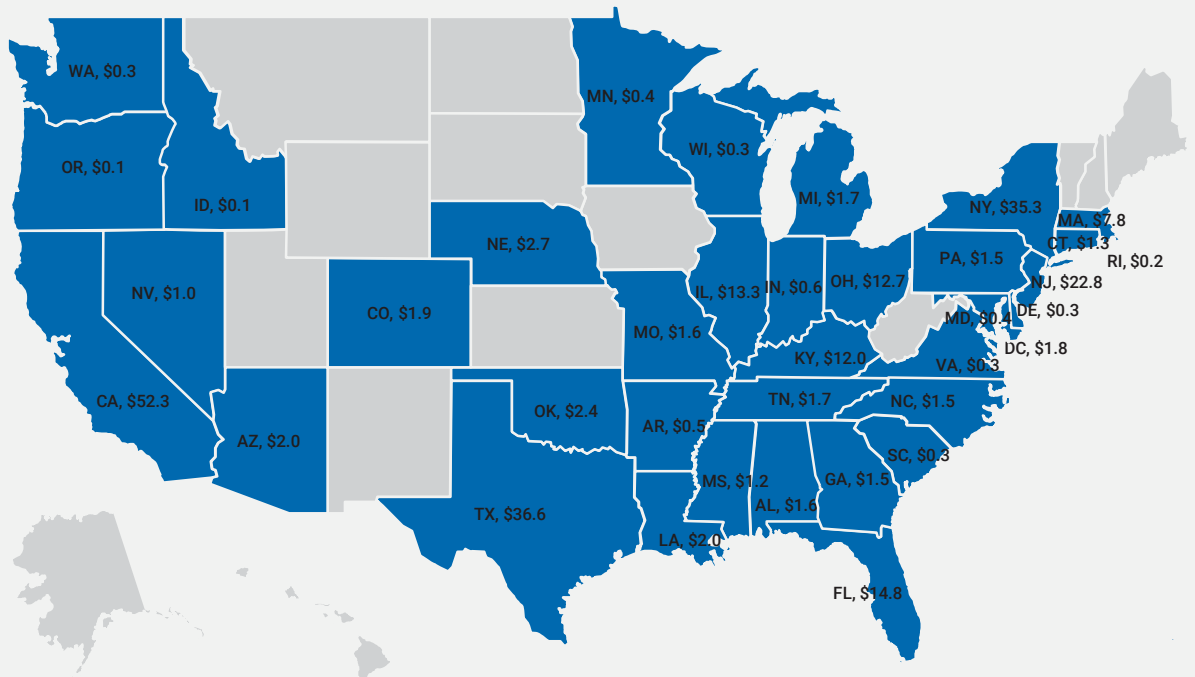 WA, $0.3
MN, $0.4
WI, $0.3
OR, $0.1
MI, $1.7
ID, $0.1
NY, $35.3
MA, $7.8
NE, $2.7
CT, $1.3
PA, $1.5
RI, $0.2
NV, $1.0
IL, $13.3
IN, $0.6
OH, $12.7
NJ, $22.8
CO, $1.9
DE, $0.3
MD, $0.4
MO, $1.6
DC, $1.8
KY, $12.0
VA, $0.3
CA, $52.3
TN, $1.7
NC, $1.5
OK, $2.4
AR, $0.5
AZ, $2.0
SC, $0.3
MS, $1.2
GA, $1.5
AL, $1.6
TX, $36.6
LA, $2.0
FL, $14.8